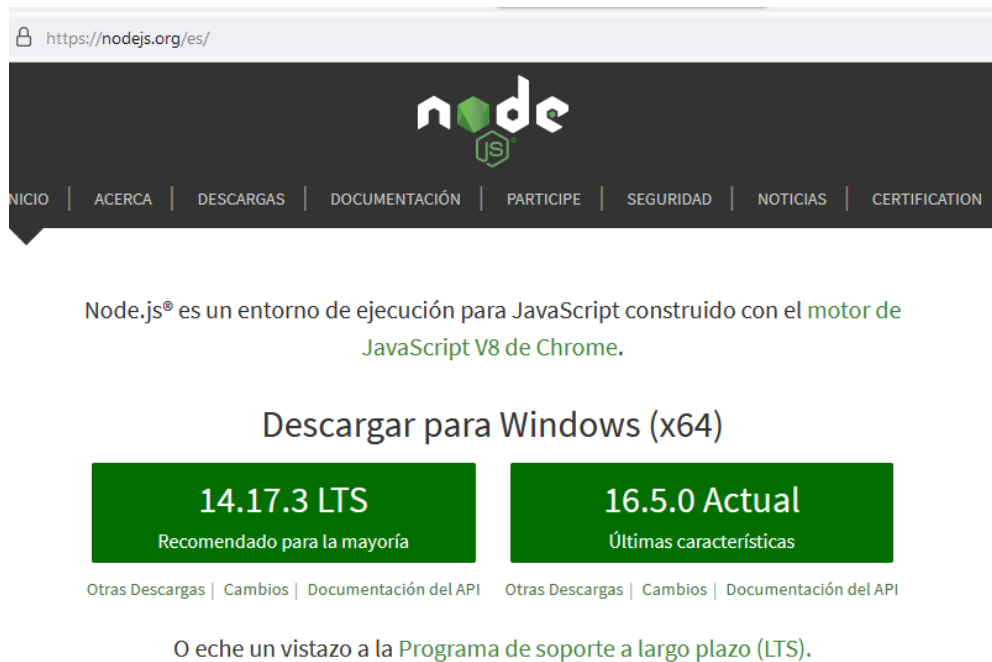 https://nodejs.org/es/
node
JS
NICIO | ACERCA | DESCARGAS | DOCUMENTACIÓN | PARTICIPE | SEGURIDAD | NOTICIAS | CERTIFICATION
Node.js® es un entorno de ejecución para JavaScript construido con el motor de
JavaScript V8 de Chrome.
Descargar para Windows (x64)
14.17.3 LTS
Recomendado para la mayoría
16.5.0 Actual
Últimas características
Otras Descargas | Cambios | Documentación del API
Otras Descargas | Cambios | Documentación del API
O eche un vistazo a la Programa de soporte a largo plazo (LTS).